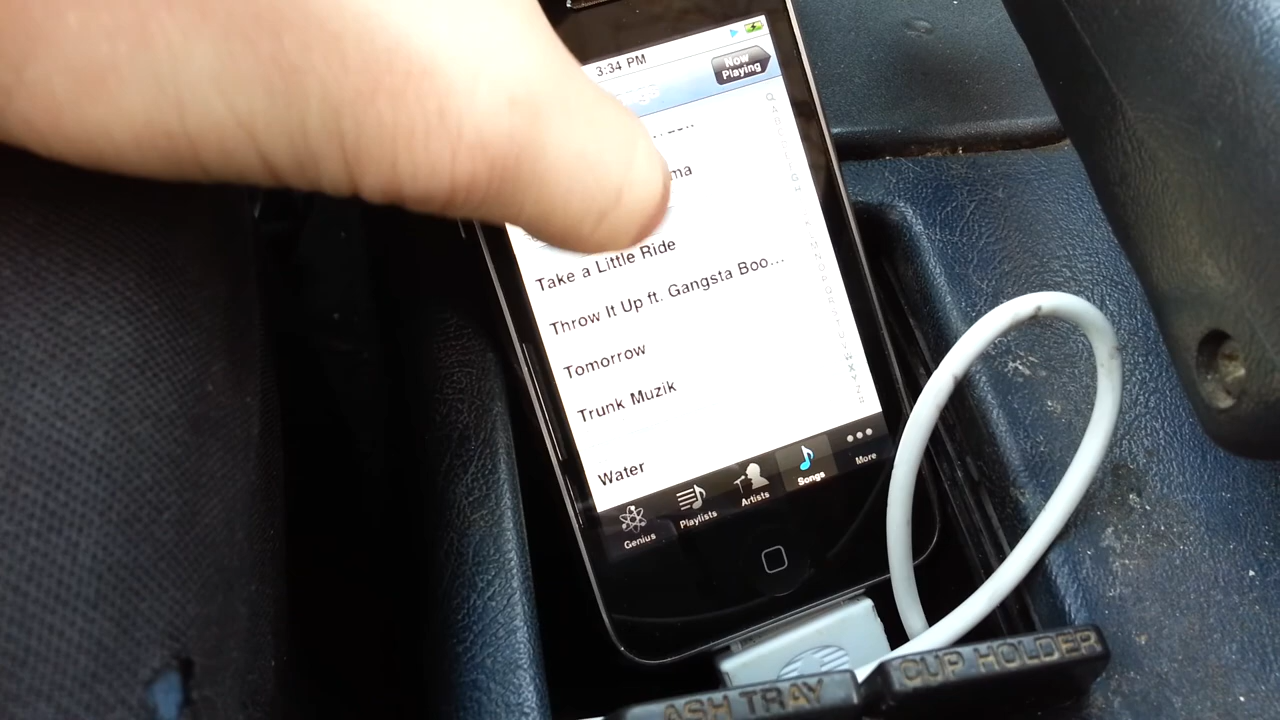 3:34 PM
Now
Playing
Take a Little Ride
Throw It Up ft. Gangsta Boo...
Tomorrow
Trunk Muzik
Water
Genius
Playlists
Artists
Songs
More
ASH TRAY
CUP HOLDER